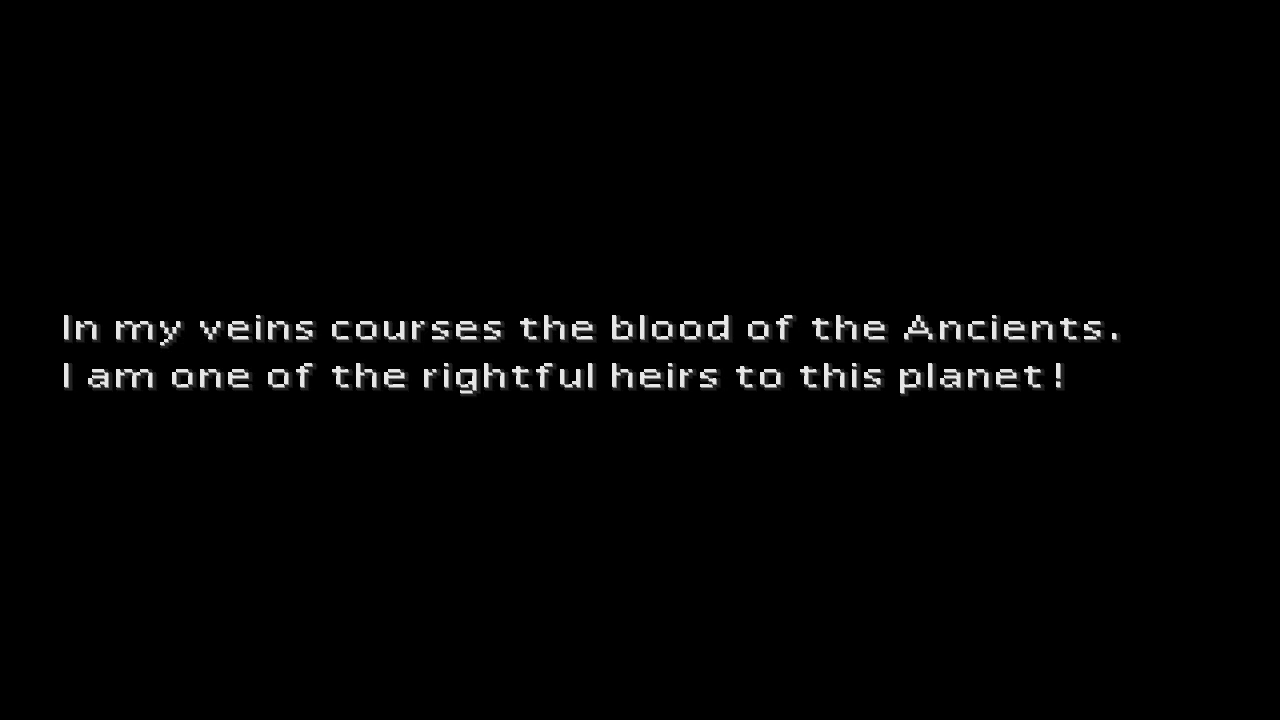 In my veins courses the blood of the Ancients.
I am one of the rightful heirs to this planet!